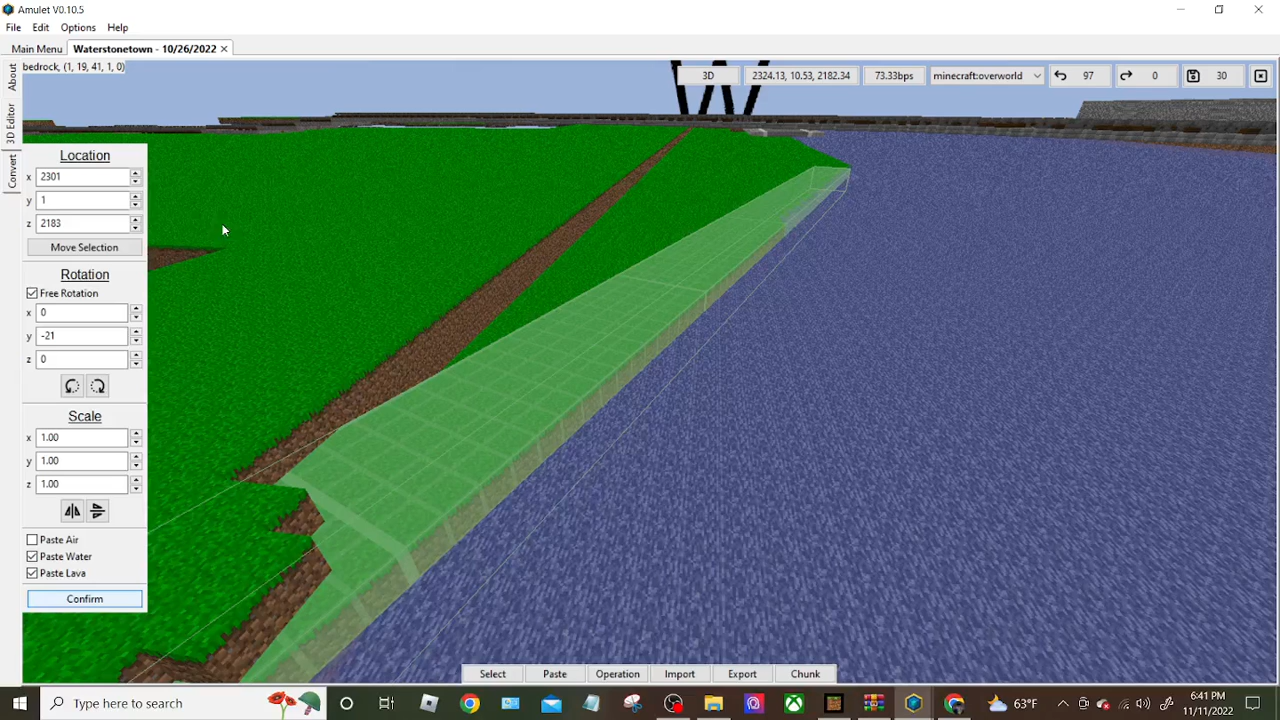 Amulet V0.10.5
File Edit Options Help
Main Menu Waterstonetown - 10/26/2022
bedrock, (1, 19, 41, 1, 0)
3D 2324.13, 10.53, 2182.34 73.33bps minecraft:overworld 97 0 30
About
3D Editor
Convert
Location
x 2301
y 1
z 2183
Move Selection
Rotation
Free Rotation
x 0
y -21
z 0
Scale
x 1.00
y 1.00
z 1.00
Paste Air
Paste Water
Paste Lava
Confirm
Select Paste Operation Import Export Chunk
Type here to search
63°F
6:41 PM
11/11/2022